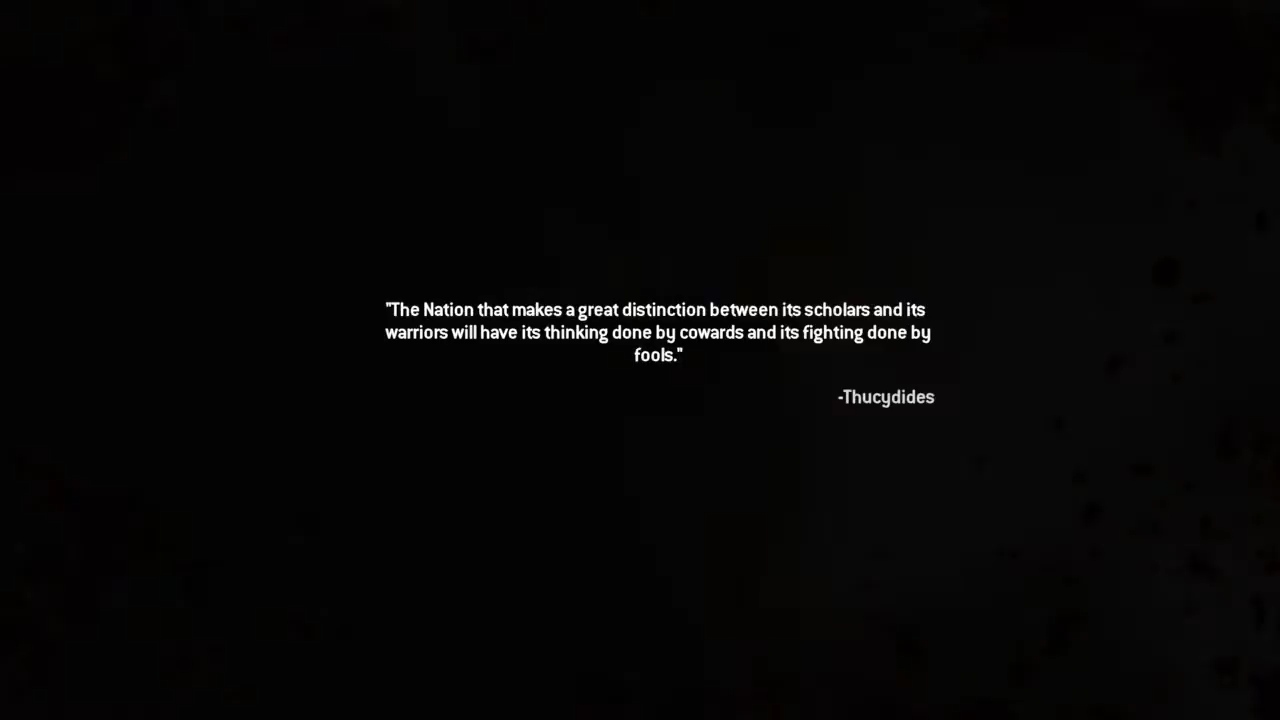 "The Nation that makes a great distinction between its scholars and its
warriors will have its thinking done by cowards and its fighting done by
fools."
-Thucydides